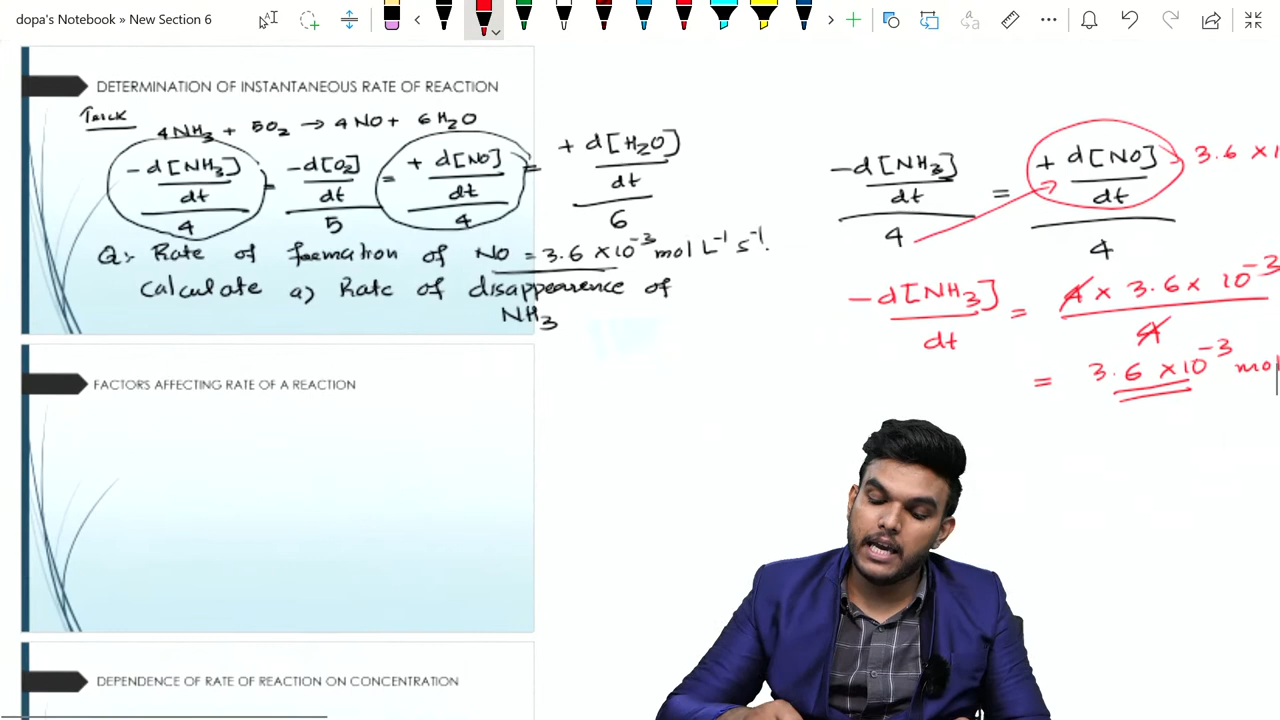 dopa's Notebook » New Section 6
DETERMINATION OF INSTANTANEOUS RATE OF REACTION
Trick
4NH3 + 5O2 → 4NO + 6H2O
-d[NH3]/dt/4 = -d[O2]/dt/5 = +d[NO]/dt/4 = +d[H2O]/dt/6
Q:- Rate of formation of NO = 3.6 × 10^-3 mol L^-1 s^-1.
calculate a) Rate of disappearence of
NH3
-d[NH3]/dt/4 = +d[NO]/dt/4
3.6 × 1
-d[NH3]/dt = 4 × 3.6 × 10^-3/4
= 3.6 × 10^-3 mol
FACTORS AFFECTING RATE OF A REACTION
DEPENDENCE OF RATE OF REACTION ON CONCENTRATION